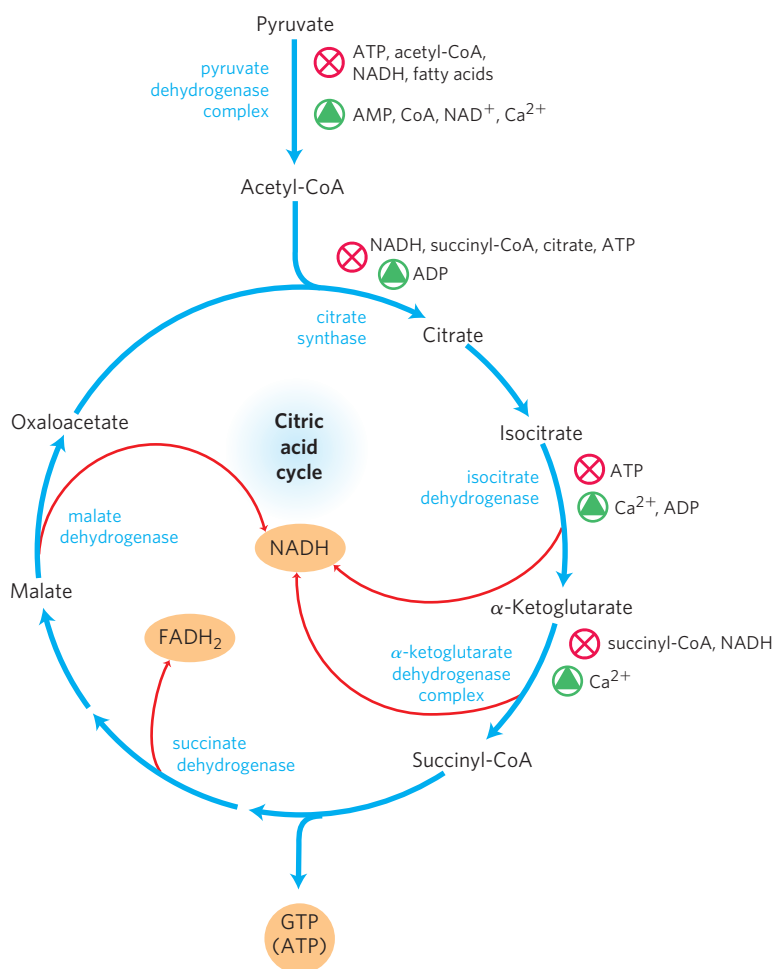 Pyruvate
ATP, acetyl-CoA,
NADH, fatty acids
pyruvate
dehydrogenase
complex
AMP, CoA, NAD⁺, Ca²⁺
Acetyl-CoA
NADH, succinyl-CoA, citrate, ATP
ADP
citrate
synthase
Citrate
Oxaloacetate
Citric
acid
cycle
Isocitrate
isocitrate
dehydrogenase
ATP
Ca²⁺, ADP
malate
dehydrogenase
NADH
Malate
α-Ketoglutarate
FADH₂
succinyl-CoA, NADH
Ca²⁺
α-ketoglutarate
dehydrogenase
complex
succinate
dehydrogenase
Succinyl-CoA
GTP
(ATP)